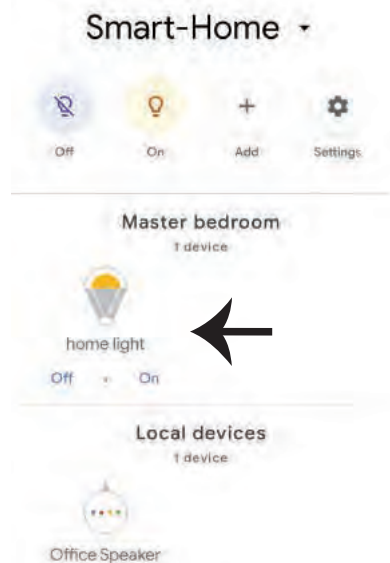 Smart-Home
Off On Add Settings
Master bedroom
1 device
home light
Off • On
Local devices
1 device
Office Speaker